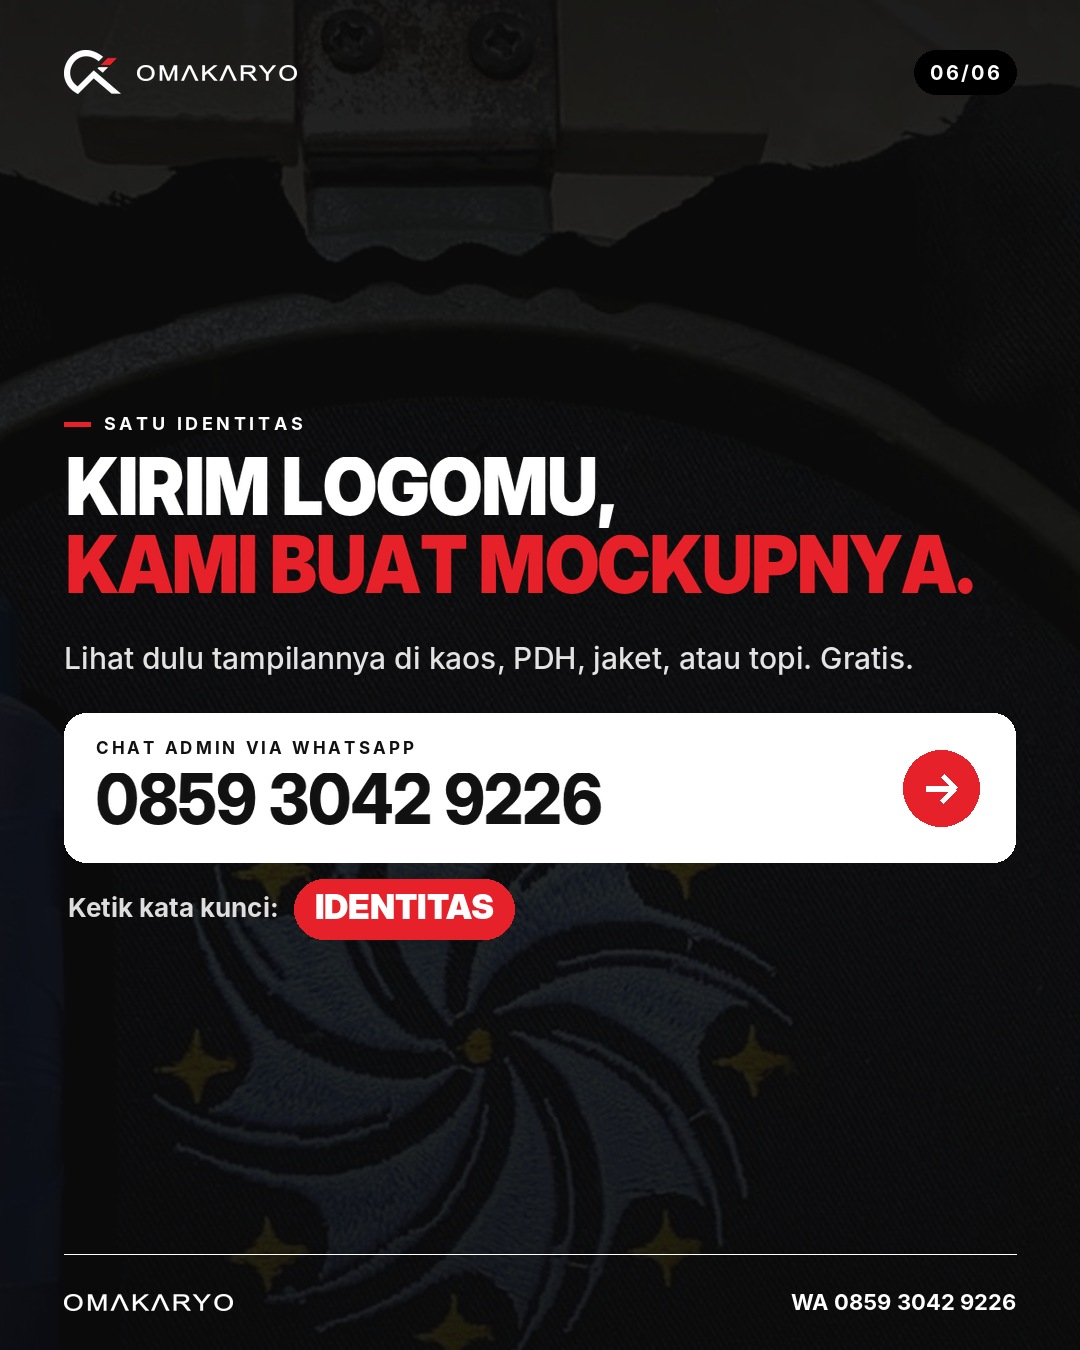 OMAKARYO
06/06
SATU IDENTITAS
KIRIM LOGOMU,
KAMI BUAT MOCKUPNYA.
Lihat dulu tampilannya di kaos, PDH, jaket, atau topi. Gratis.
CHAT ADMIN VIA WHATSAPP
0859 3042 9226
Ketik kata kunci: IDENTITAS
OMAKARYO
WA 0859 3042 9226